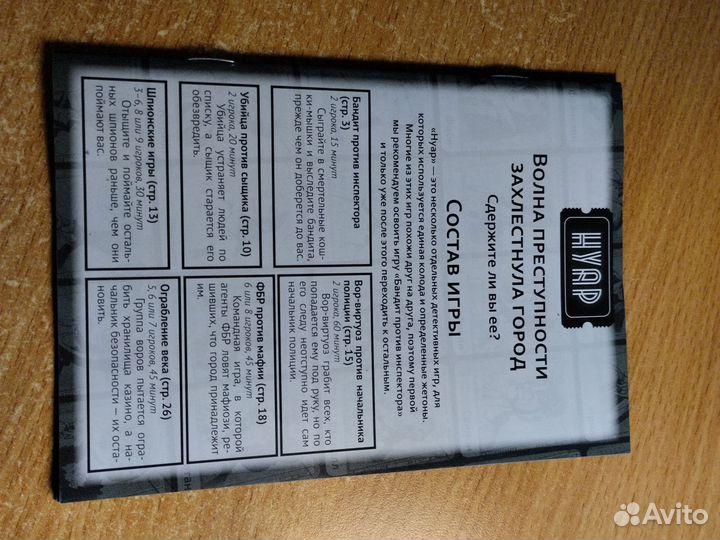 НУАР
Волна преступности
захлестнула город
Сдержите ли вы ее?
«Нуар» — это несколько отдельных детективных игр, для
которых используется единая колода и определенные жетоны.
Многие из этих игр похожи друг на друга, поэтому первой
мы рекомендуем освоить игру «Бандит против инспектора»
и только уже после этого переходить к остальным.
Состав игры
Бандит против инспектора
(стр. 3)
2 игрока, 15 минут
Сыграйте в смертельные кош-
ки-мышки и выследите бандита,
прежде чем он доберется до вас.
Вор-виртуоз против начальника
полиции (стр. 15)
2 игрока, 60 минут
Вор-виртуоз грабит всех, кто
попадается ему под руку, но по
его следу неотступно идет сам
начальник полиции.
Убийца против сыщика (стр. 10)
2 игрока, 20 минут
Убийца устраняет людей по
списку, а сыщик старается его
обезвредить.
ФБР против мафии (стр. 18)
6 или 8 игроков, 45 минут
Командная игра, в которой
агенты ФБР ловят мафиози, ре-
шивших, что город принадлежит
им.
Шпионские игры (стр. 13)
3–6, 8 или 9 игроков, 30 минут
Отыщите и поймайте осталь-
ных шпионов раньше, чем они
поймают вас.
Ограбление века (стр. 26)
5, 6 или 7 игроков, 45 минут
Группа воров пытается огра-
бить хранилища казино, а на-
чальник безопасности — их оста-
новить.
Avito